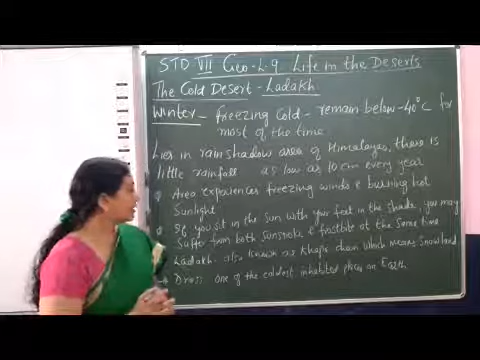 STD VII Geo-L.9 Life in the Deserts
The Cold Desert - Ladakh
Winter - freezing cold - remain below -40°C for
most of the time
Lies in rainshadow area of Himalayas, there is
little rainfall as low as 10cm every year
Area experiences freezing winds & burning hot
Sunlight
If you sit in the sun with your feet in the shade, you may
suffer from both sunstroke & frostbite at the same time
Ladakh also known as Khapa chan which means snow land
Drass one of the coldest inhabited places on Earth